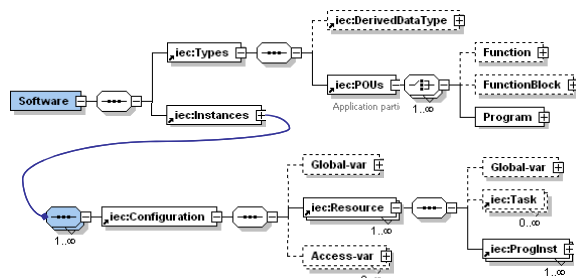 iec:DerivedDataType
iec:Types
Function
iec:POUs
FunctionBlock
Software
Application parti
1..∞
iec:Instances
Program
Global-var
Global-var
iec:Task
iec:Configuration
iec:Resource
0..∞
1..∞
1..∞
iec:ProgInst
Access-var
0..∞
1..∞